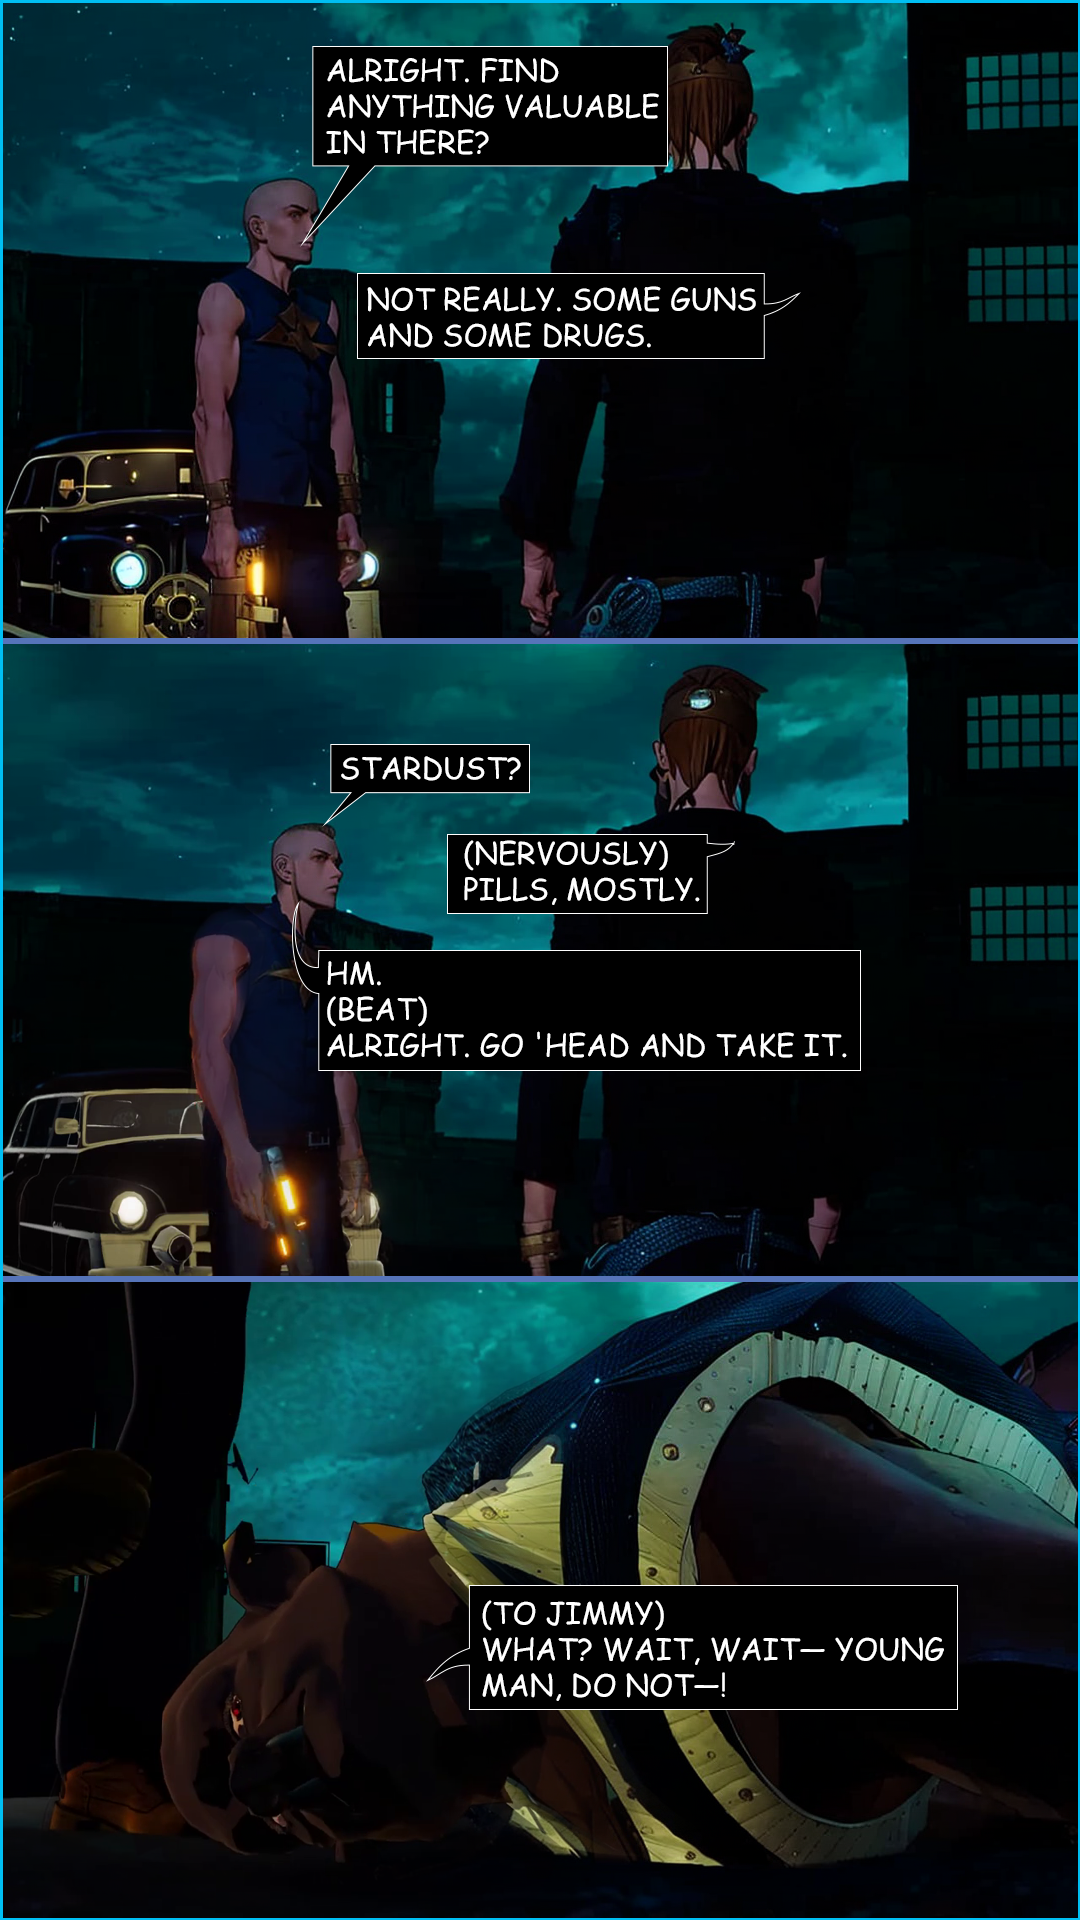 ALRIGHT. FIND
ANYTHING VALUABLE
IN THERE?
NOT REALLY. SOME GUNS
AND SOME DRUGS.
STARDUST?
(NERVOUSLY)
PILLS, MOSTLY.
HM.
(BEAT)
ALRIGHT. GO 'HEAD AND TAKE IT.
(TO JIMMY)
WHAT? WAIT, WAIT— YOUNG
MAN, DO NOT—!